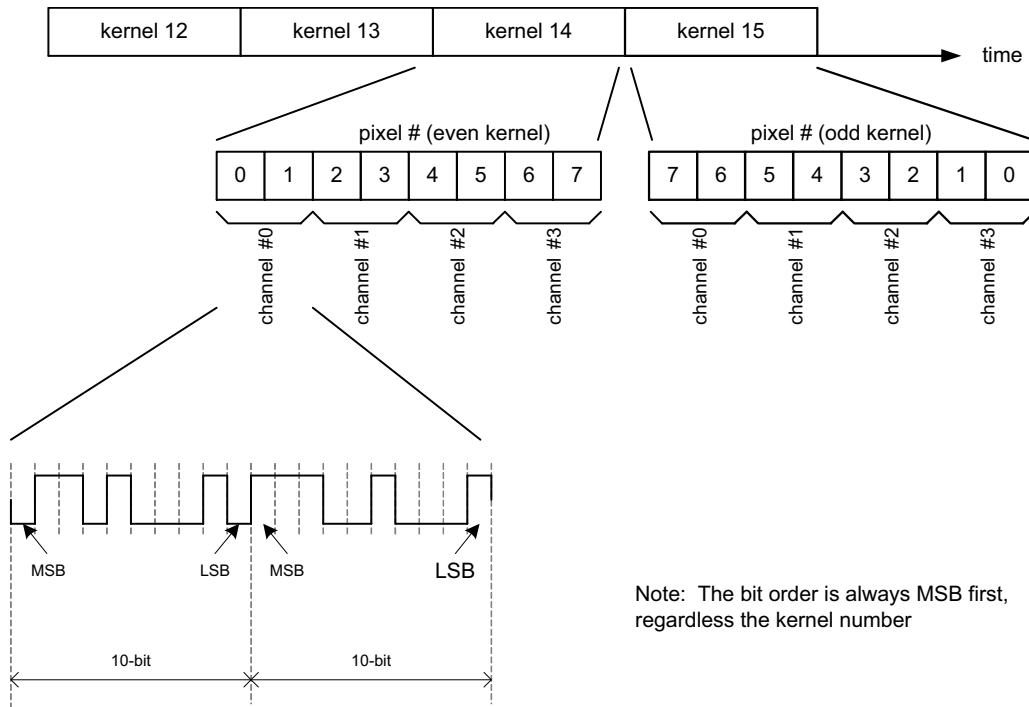 kernel 12 kernel 13 kernel 14 kernel 15
time
pixel # (even kernel) pixel # (odd kernel)
0 1 2 3 4 5 6 7 7 6 5 4 3 2 1 0
channel #0 channel #1 channel #2 channel #3 channel #0 channel #1 channel #2 channel #3
MSB LSB MSB LSB
Note: The bit order is always MSB first,
regardless the kernel number
10-bit 10-bit